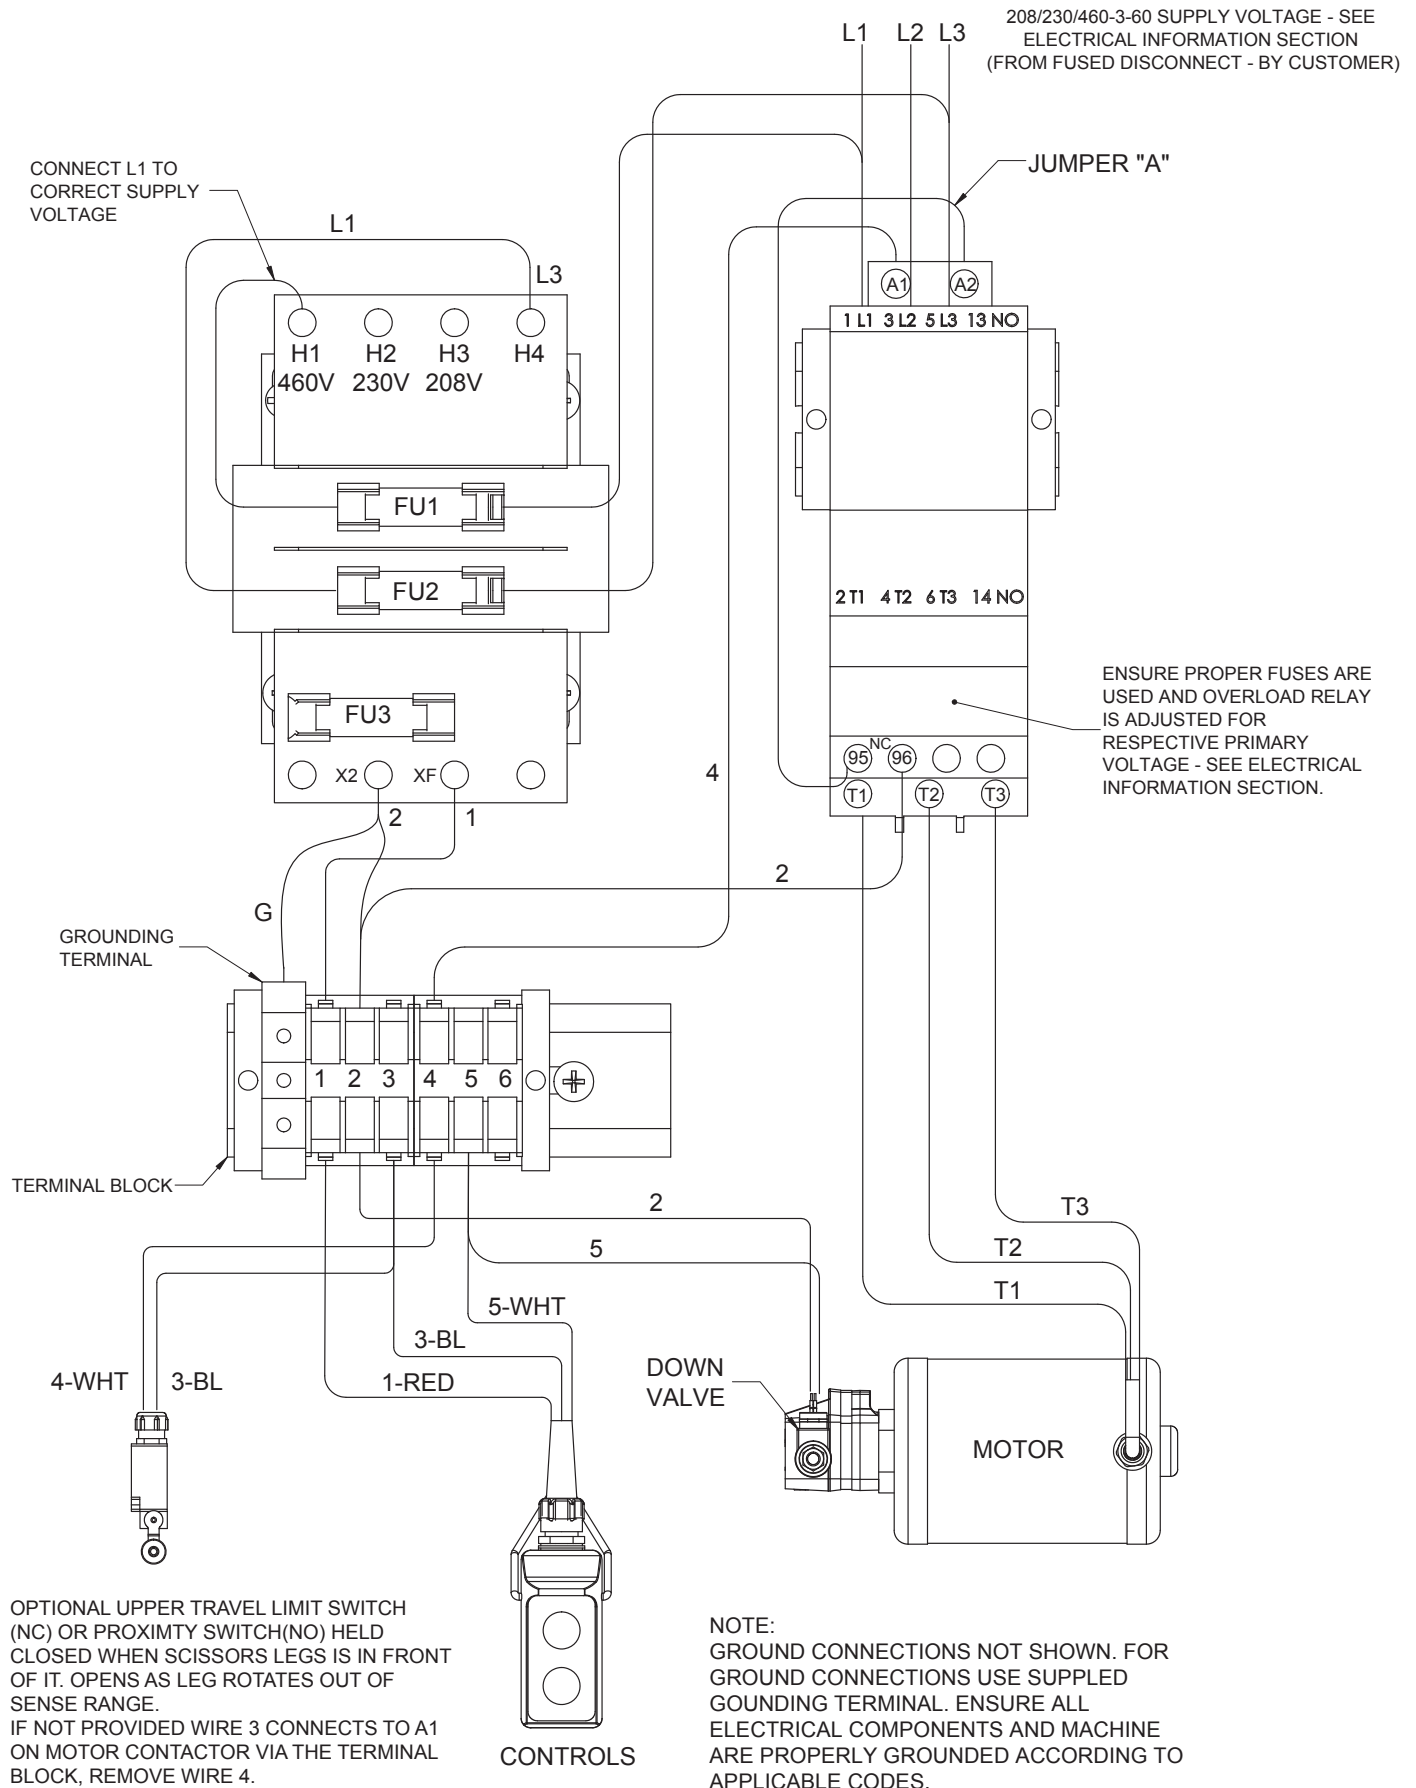 208/230/460-3-60 SUPPLY VOLTAGE - SEE
ELECTRICAL INFORMATION SECTION
(FROM FUSED DISCONNECT - BY CUSTOMER)
L1 L2 L3
JUMPER "A"
CONNECT L1 TO
CORRECT SUPPLY
VOLTAGE
L1
L3
A1 A2
1 L1 3 L2 5 L3 13 NO
H1 H2 H3 H4
460V 230V 208V
FU1
FU2
2 T1 4 T2 6 T3 14 NO
ENSURE PROPER FUSES ARE
USED AND OVERLOAD RELAY
IS ADJUSTED FOR
RESPECTIVE PRIMARY
VOLTAGE - SEE ELECTRICAL
INFORMATION SECTION.
FU3
95 NC 96
X2 XF
4
T1 T2 T3
2 1
2
G
GROUNDING
TERMINAL
1 2 3 4 5 6
TERMINAL BLOCK
2
5
T3
T2
T1
5-WHT
3-BL
1-RED
4-WHT 3-BL
DOWN
VALVE
MOTOR
OPTIONAL UPPER TRAVEL LIMIT SWITCH
(NC) OR PROXIMTY SWITCH(NO) HELD
CLOSED WHEN SCISSORS LEGS IS IN FRONT
OF IT. OPENS AS LEG ROTATES OUT OF
SENSE RANGE.
IF NOT PROVIDED WIRE 3 CONNECTS TO A1
ON MOTOR CONTACTOR VIA THE TERMINAL
BLOCK, REMOVE WIRE 4.
CONTROLS
NOTE:
GROUND CONNECTIONS NOT SHOWN. FOR
GROUND CONNECTIONS USE SUPPLED
GOUNDING TERMINAL. ENSURE ALL
ELECTRICAL COMPONENTS AND MACHINE
ARE PROPERLY GROUNDED ACCORDING TO
APPLICABLE CODES.